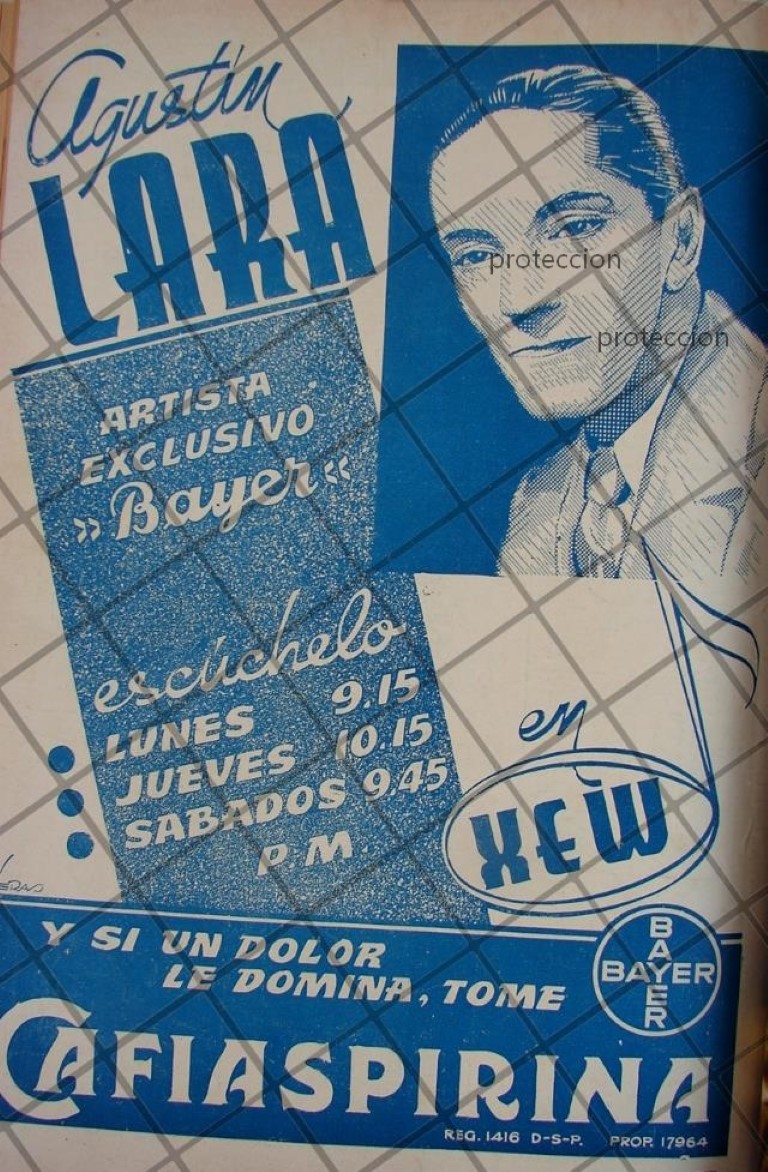 Agustín
LARA
ARTISTA
EXCLUSIVO
»Bayer«
proteccion
proteccion
escúchelo
LUNES 9.15
JUEVES 10.15
SABADOS 9.45
P M.
en
XEW
Y SI UN DOLOR
LE DOMINA, TOME
CAFIASPIRINA
BAYER
BAYER
REG. 1416 D-S-P. PROP. 17964